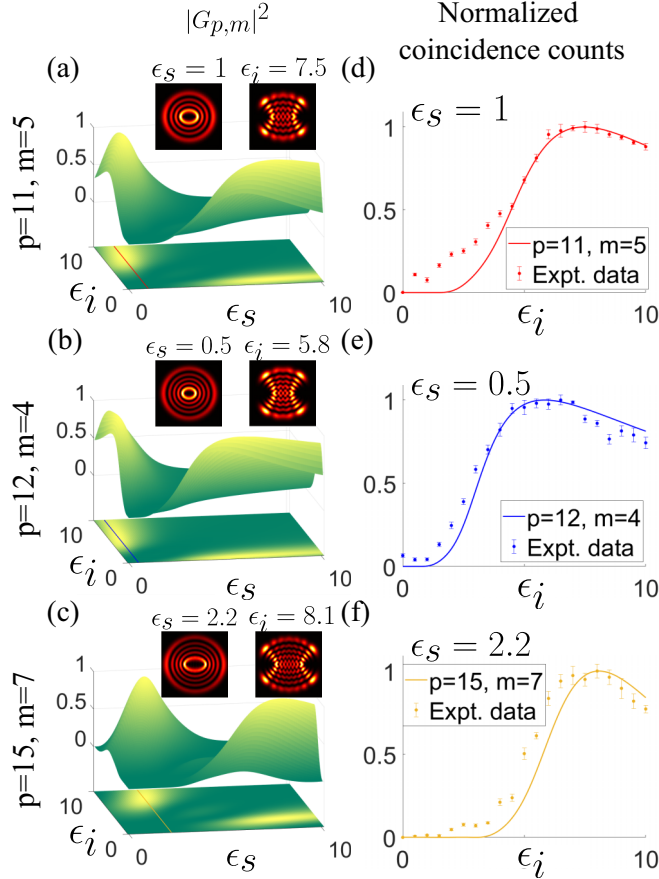 |G_{p,m}|^2
Normalized
coincidence counts
(a)
ϵ_s = 1 ϵ_i = 7.5
p=11, m=5
1
0.5
0
10
0
ϵ_i
0
ϵ_s
10
(d)
ϵ_s = 1
1
0.5
0
p=11, m=5
Expt. data
0
ϵ_i
10
(b)
ϵ_s = 0.5 ϵ_i = 5.8
p=12, m=4
1
0.5
0
10
0
ϵ_i
0
ϵ_s
10
(e)
ϵ_s = 0.5
1
0.5
0
p=12, m=4
Expt. data
0
ϵ_i
10
(c)
ϵ_s = 2.2 ϵ_i = 8.1
p=15, m=7
1
0.5
0
10
0
ϵ_i
0
ϵ_s
10
(f)
ϵ_s = 2.2
1
0.5
0
p=15, m=7
Expt. data
0
ϵ_i
10